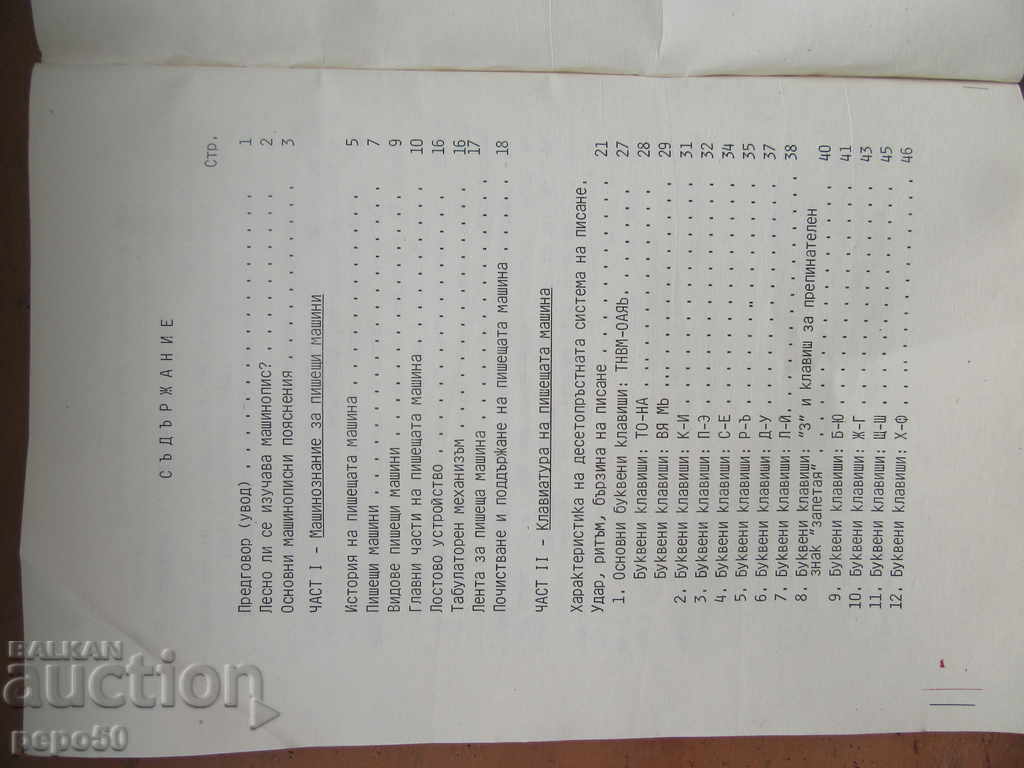 СЪДЪРЖАНИЕ
Стр.
Предговор (увод) . . . . . . . . . . . . . . . 1
Лесно ли се изучава машинопис? . . . . . . . . 2
Основни машинописни пояснения . . . . . . . . . 3
ЧАСТ I - Машинознание за пишещи машини
История на пишещата машина . . . . . . . . . . 5
Пишещи машини . . . . . . . . . . . . . . . . 7
Видове пишещи машини . . . . . . . . . . . . . 9
Главни части на пишещата машина . . . . . . . . 10
Лостово устройство . . . . . . . . . . . . . . 16
Табулаторен механизъм . . . . . . . . . . . . . 16
Лента за пишеща машина . . . . . . . . . . . . 17
Почистване и поддържане на пишещата машина . . . 18
ЧАСТ II - Клавиатура на пишещата машина
Характеристика на десетопръстната система на писане.
Удар, ритъм, бързина на писане . . . . . . . . 21
1. Основни буквени клавиши: ТНВМ-ОАЯЬ. . . . . . 27
Буквени клавиши: ТО-НА . . . . . . . . . . . 28
Буквени клавиши: ВЯ МЬ . . . . . . . . . . . 29
2. Буквени клавиши: К-И . . . . . . . . . . . . 31
3. Буквени клавиши: П-Э . . . . . . . . . . . . 32
4. Буквени клавиши: С-Е . . . . . . . . . . . . 34
5. Буквени клавиши: Р-Ъ . . . . . . . . . . . . 35
6. Буквени клавиши: Д-У . . . . . . . . . . . . 37
7. Буквени клавиши: Л-Й. . . . . . . . . . . . 38
8. Буквени клавиши: "З" и клавиш за препинателен
знак "запетая" . . . . . . . . . . . . . . . 40
9. Буквени клавиши: Б-Ю . . . . . . . . . . . . 41
10. Буквени клавиши: Ж-Г . . . . . . . . . . . . 43
11. Буквени клавиши: Щ-Ш . . . . . . . . . . . . 45
12. Буквени клавиши: Х-Ф . . . . . . . . . . . . 46
BALKAN
auction
pepo50